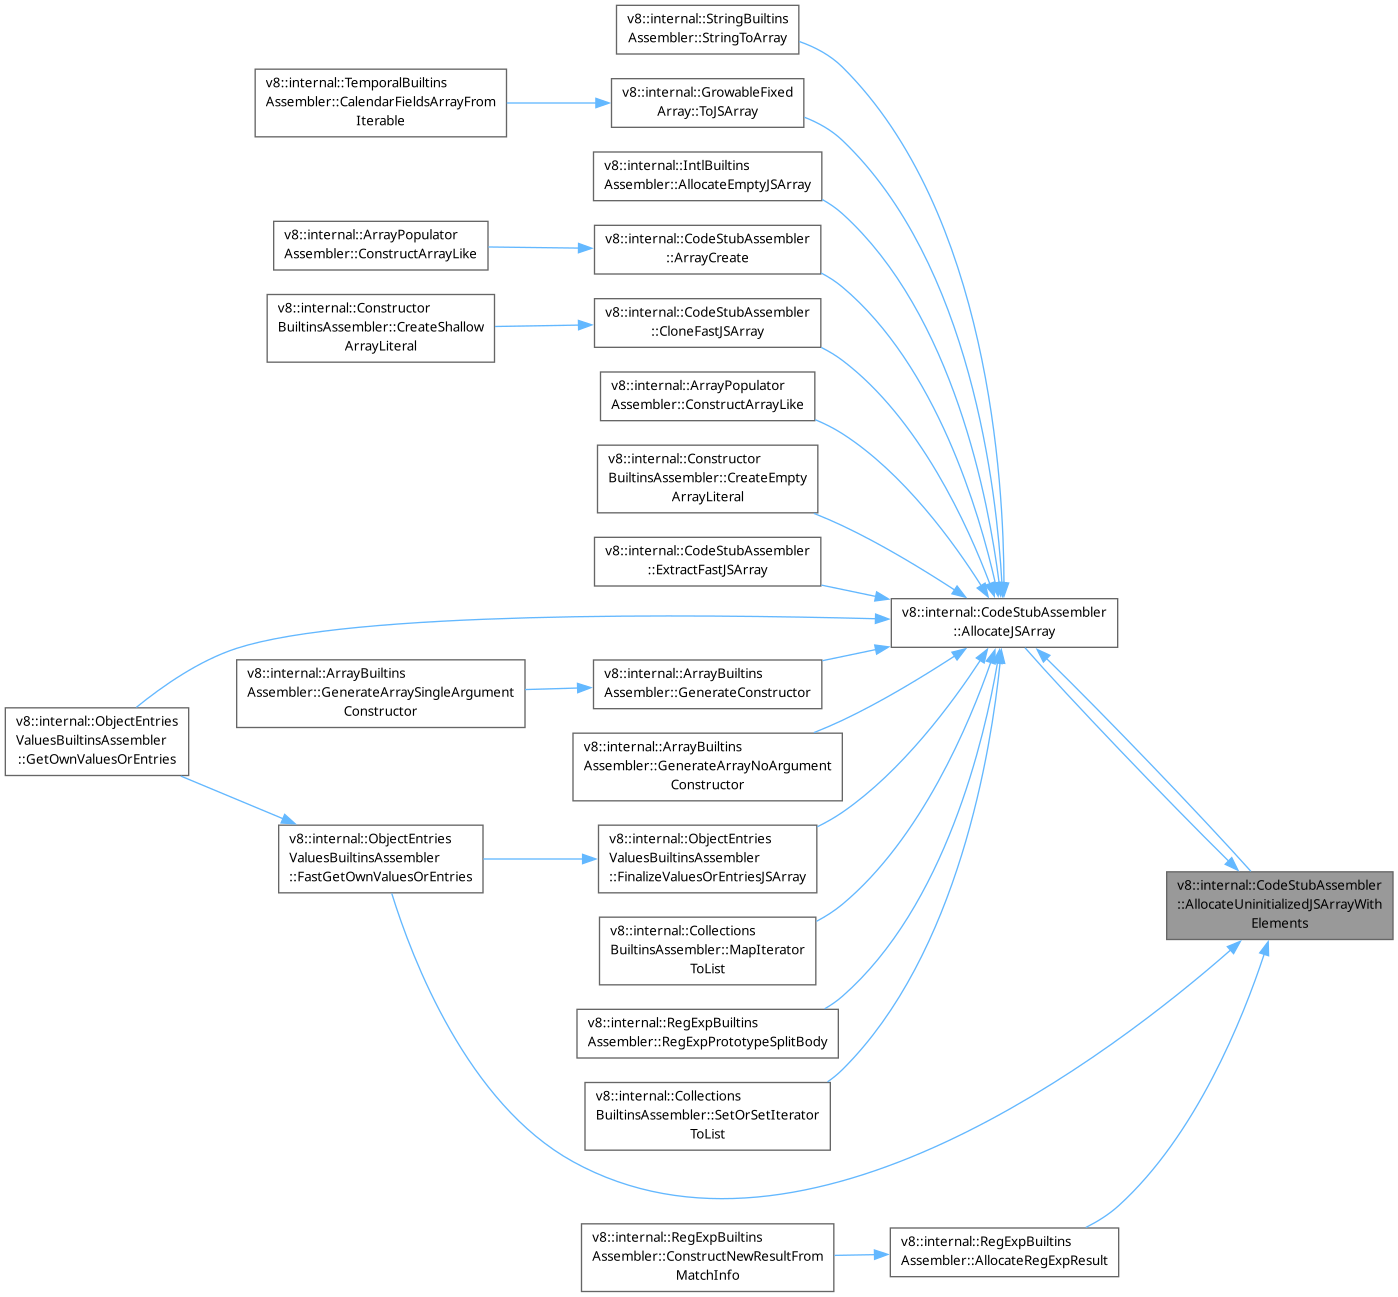 v8::internal::StringBuiltins
Assembler::StringToArray
v8::internal::TemporalBuiltins
Assembler::CalendarFieldsArrayFrom
Iterable
v8::internal::GrowableFixed
Array::ToJSArray
v8::internal::IntlBuiltins
Assembler::AllocateEmptyJSArray
v8::internal::ArrayPopulator
Assembler::ConstructArrayLike
v8::internal::CodeStubAssembler
::ArrayCreate
v8::internal::Constructor
BuiltinsAssembler::CreateShallow
ArrayLiteral
v8::internal::CodeStubAssembler
::CloneFastJSArray
v8::internal::ArrayPopulator
Assembler::ConstructArrayLike
v8::internal::Constructor
BuiltinsAssembler::CreateEmpty
ArrayLiteral
v8::internal::CodeStubAssembler
::ExtractFastJSArray
v8::internal::CodeStubAssembler
::AllocateJSArray
v8::internal::ArrayBuiltins
Assembler::GenerateArraySingleArgument
Constructor
v8::internal::ArrayBuiltins
Assembler::GenerateConstructor
v8::internal::ObjectEntries
ValuesBuiltinsAssembler
::GetOwnValuesOrEntries
v8::internal::ArrayBuiltins
Assembler::GenerateArrayNoArgument
Constructor
v8::internal::ObjectEntries
ValuesBuiltinsAssembler
::FastGetOwnValuesOrEntries
v8::internal::ObjectEntries
ValuesBuiltinsAssembler
::FinalizeValuesOrEntriesJSArray
v8::internal::CodeStubAssembler
::AllocateUninitializedJSArrayWith
Elements
v8::internal::Collections
BuiltinsAssembler::MapIterator
ToList
v8::internal::RegExpBuiltins
Assembler::RegExpPrototypeSplitBody
v8::internal::Collections
BuiltinsAssembler::SetOrSetIterator
ToList
v8::internal::RegExpBuiltins
Assembler::ConstructNewResultFrom
MatchInfo
v8::internal::RegExpBuiltins
Assembler::AllocateRegExpResult